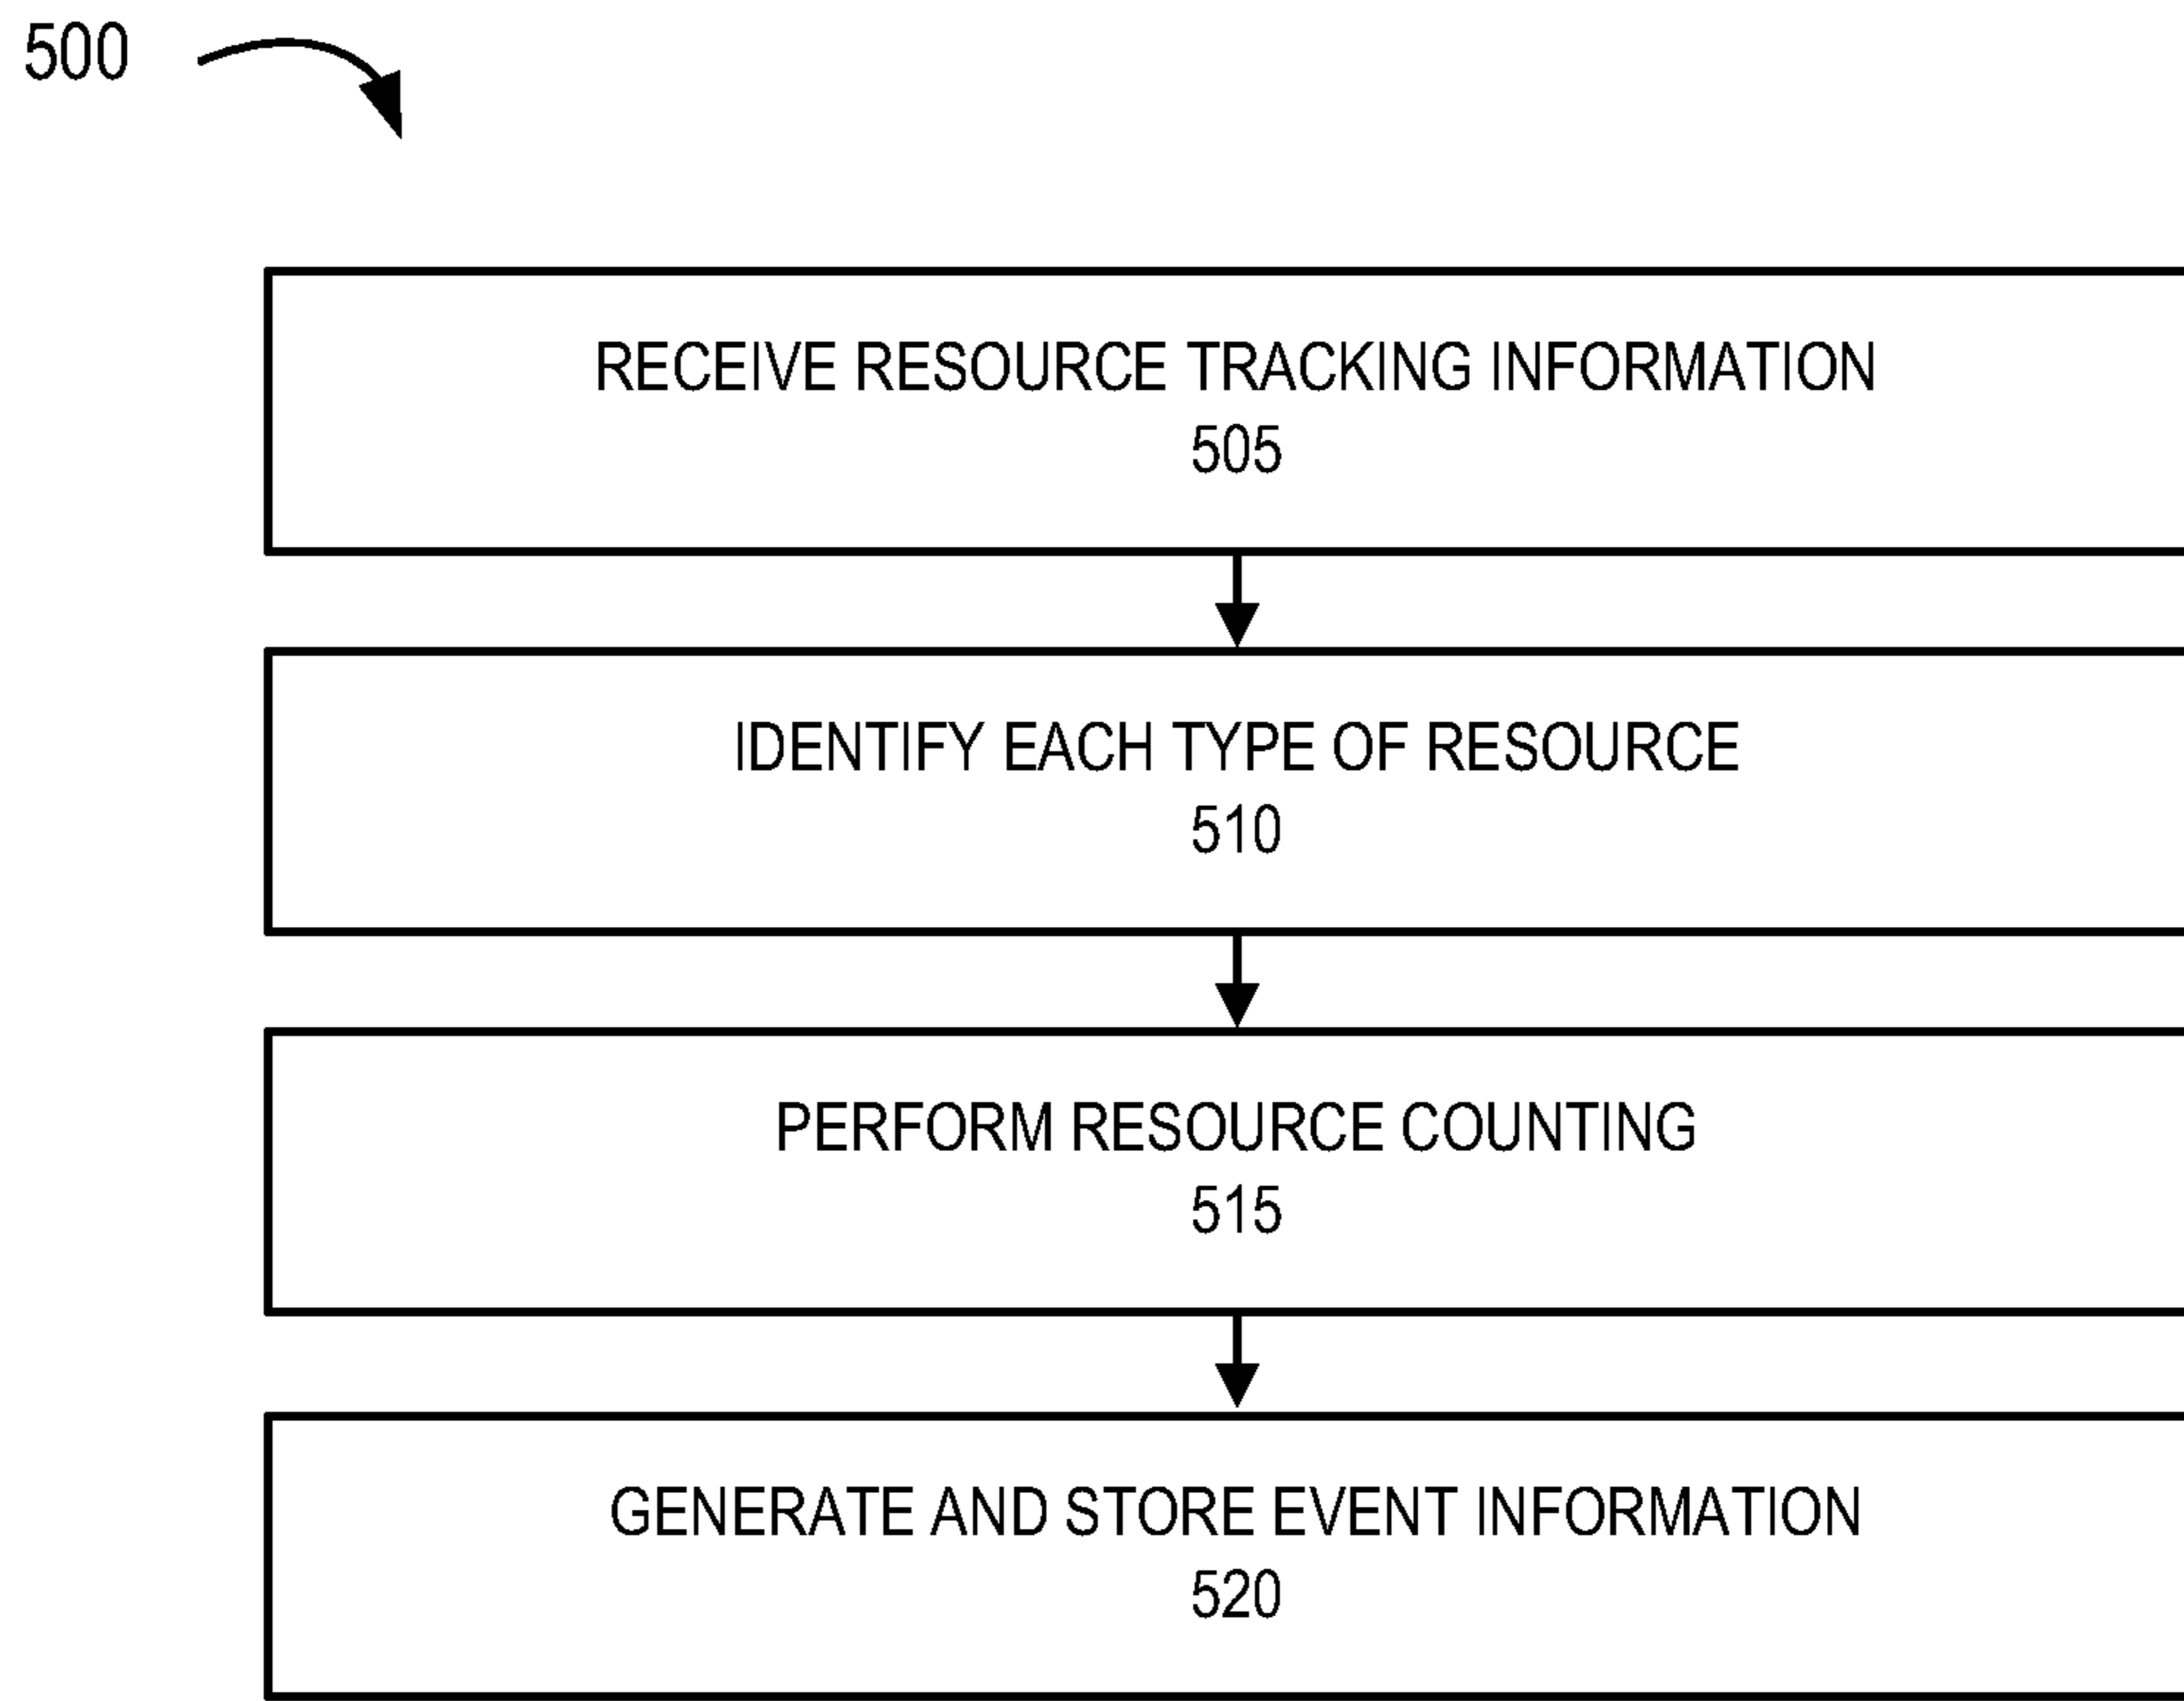 500
RECEIVE RESOURCE TRACKING INFORMATION
505
IDENTIFY EACH TYPE OF RESOURCE
510
PERFORM RESOURCE COUNTING
515
GENERATE AND STORE EVENT INFORMATION
520